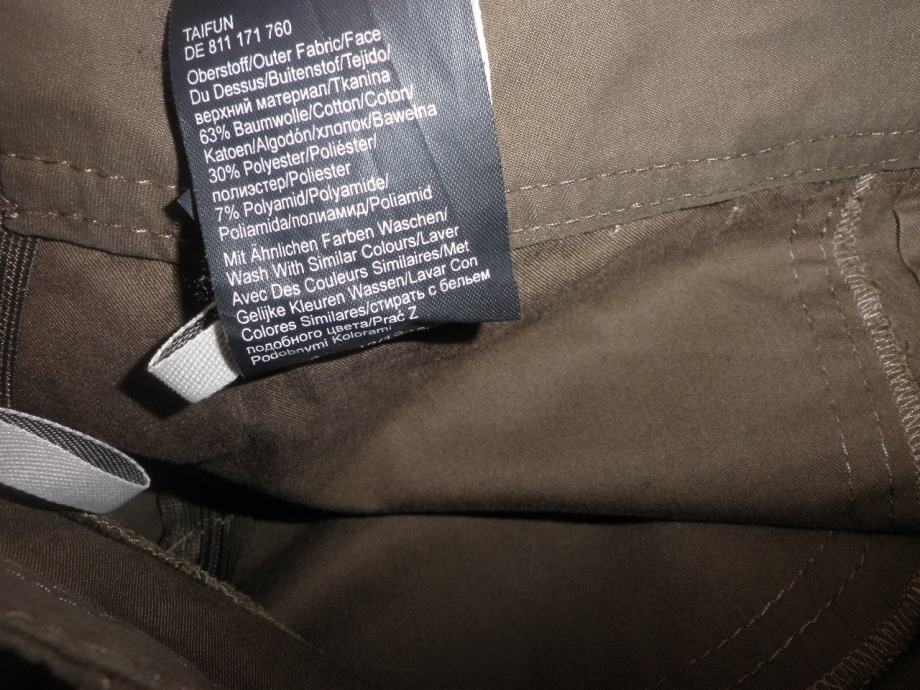 TAIFUN
DE 811 171 760
Oberstoff/Outer Fabric/Face
Du Dessus/Buitenstof/Tejido/
верхний материал/Tkanina
63% Baumwolle/Cotton/Coton/
Katoen/Algodón/хлопок/Bawełna
30% Polyester/Poliéster/
полиэстер/Poliester
7% Polyamid/Polyamide/
Poliamida/полиамид/Poliamid
Mit Ähnlichen Farben Waschen/
Wash With Similar Colours/Laver
Avec Des Couleurs Similaires/Met
Gelijke Kleuren Wassen/Lavar Con
Colores Similares/стирать с бельем
подобного цвета/Prać Z
Podobnymi Kolorami